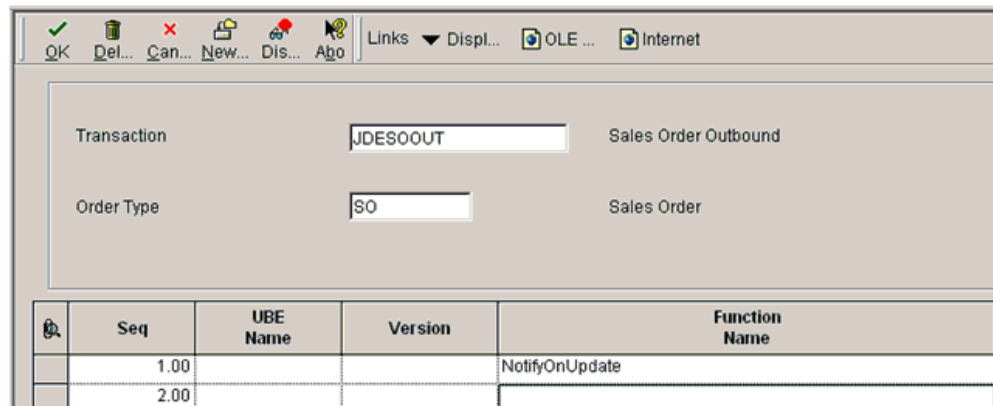 OK Del... Can... New... Dis... Abo Links Displ... OLE ... Internet
Transaction JDESOOUT Sales Order Outbound
Order Type SO Sales Order
Seq UBE Name Version Function Name
1.00 NotifyOnUpdate
2.00